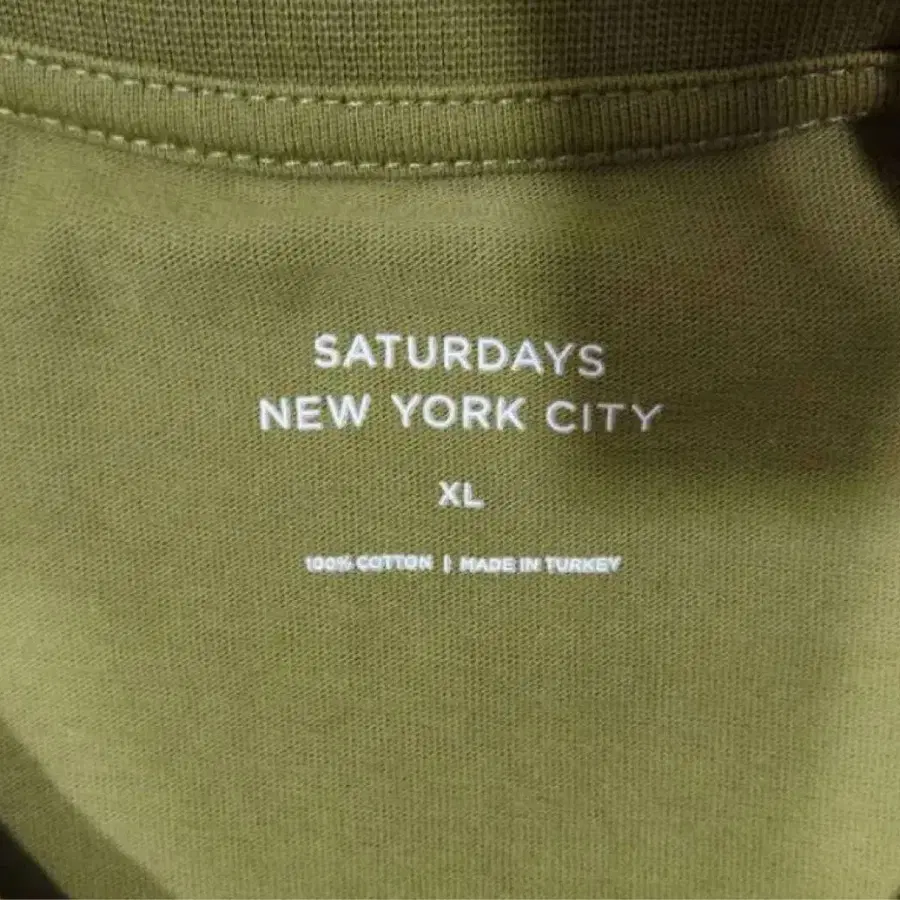 SATURDAYS
NEW YORK CITY
XL
100% COTTON | MADE IN TURKEY